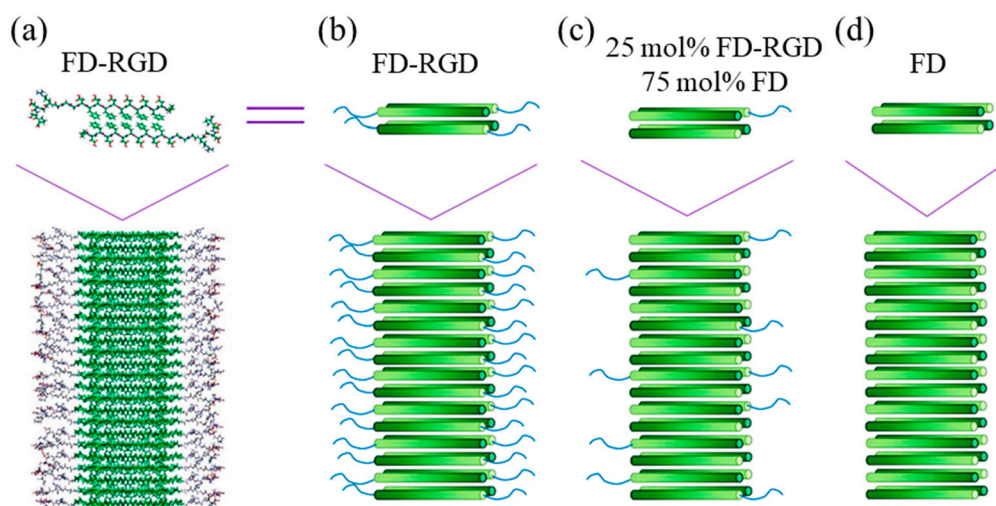 (a)
FD-RGD
(b)
FD-RGD
(c)
25 mol% FD-RGD
75 mol% FD
(d)
FD